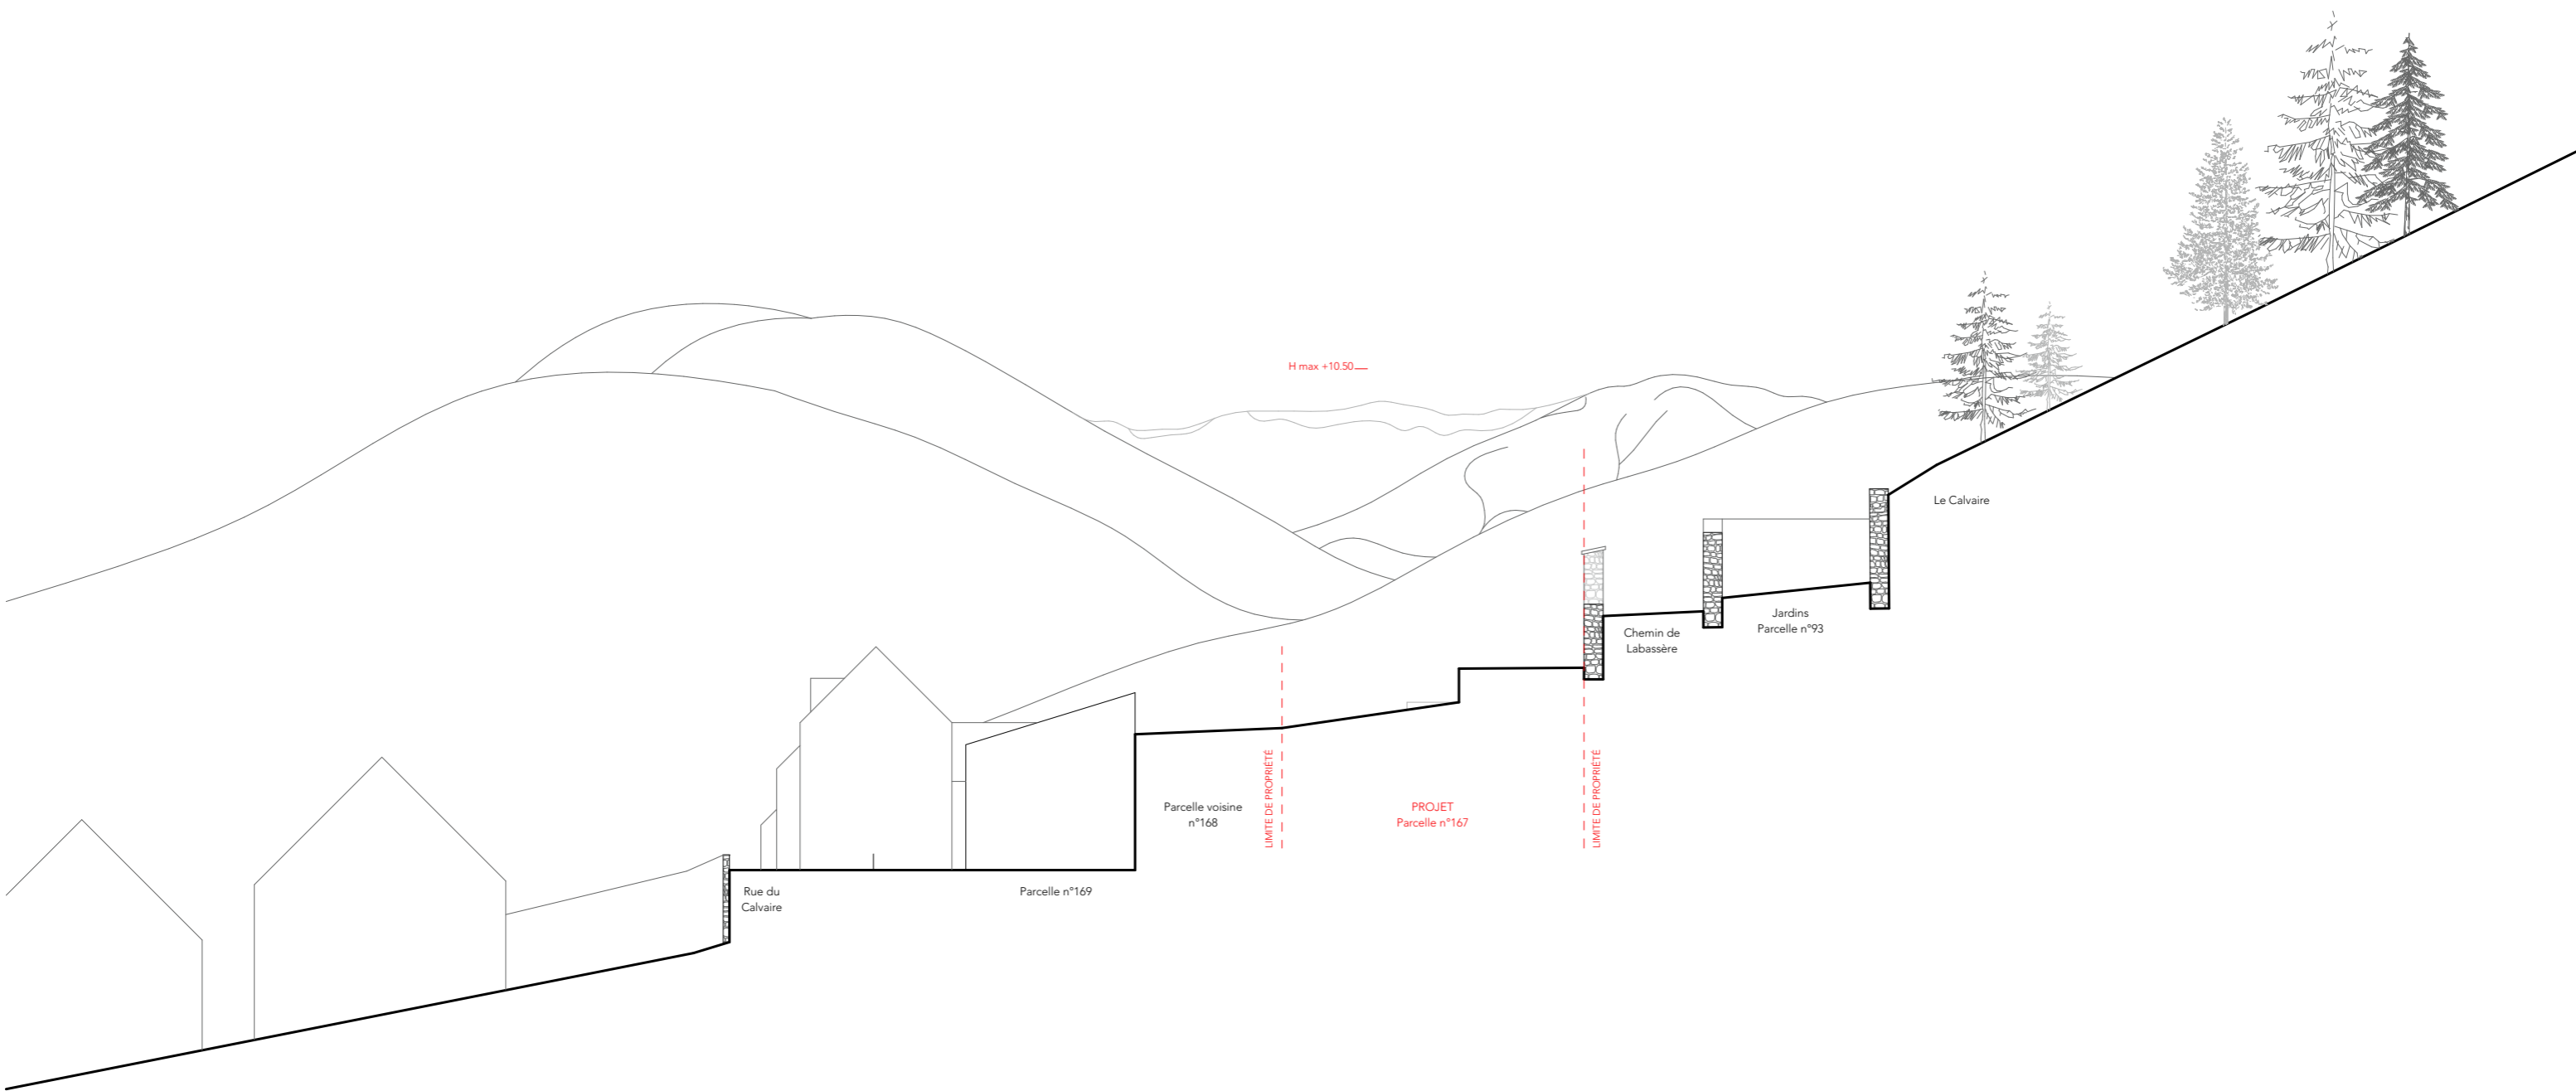 H max +10.50
Le Calvaire
Jardins
Parcelle n°93
Chemin de
Labassère
LIMITE DE PROPRIÉTÉ
LIMITE DE PROPRIÉTÉ
Parcelle voisine
n°168
PROJET
Parcelle n°167
Rue du
Calvaire
Parcelle n°169